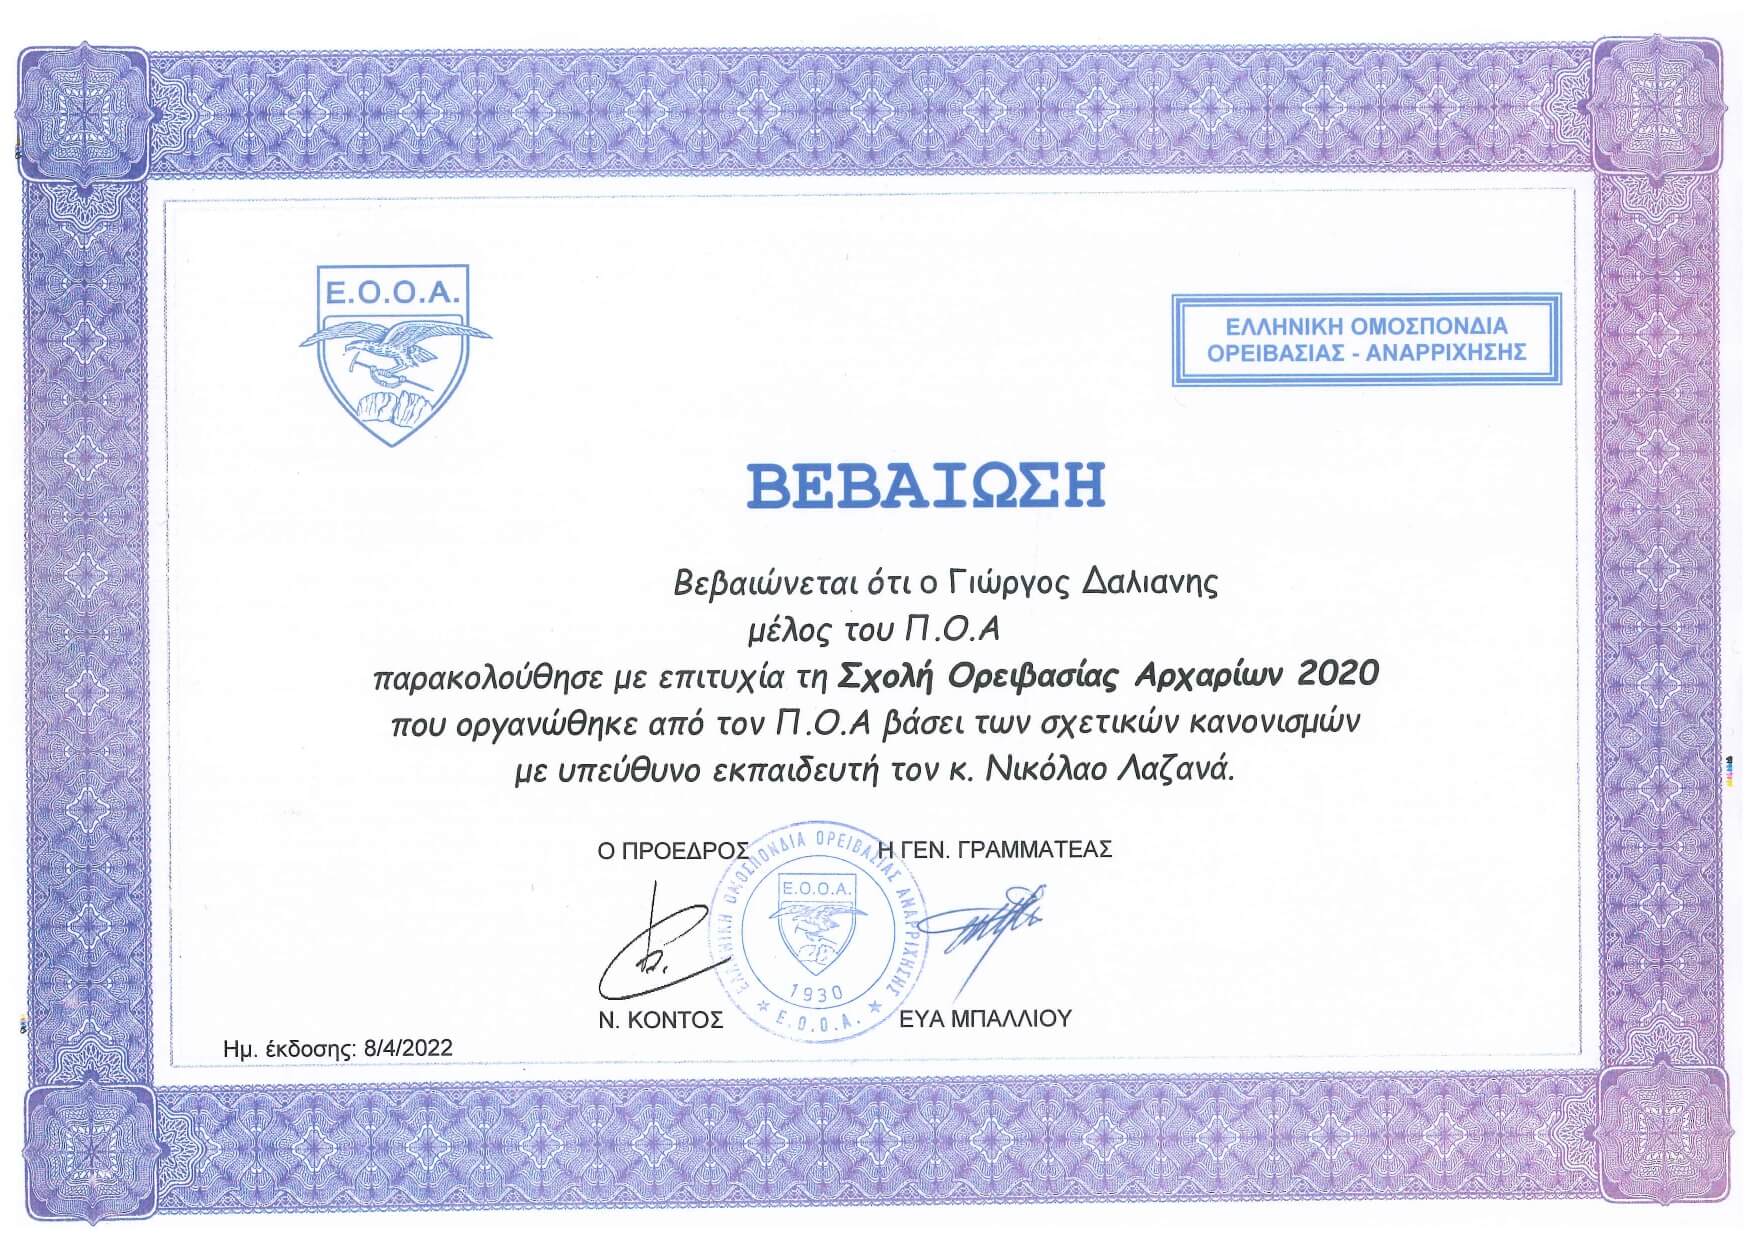 Ε.Ο.Ο.Α.
ΕΛΛΗΝΙΚΗ ΟΜΟΣΠΟΝΔΙΑ
ΟΡΕΙΒΑΣΙΑΣ - ΑΝΑΡΡΙΧΗΣΗΣ
ΒΕΒΑΙΩΣΗ
Βεβαιώνεται ότι ο Γιώργος Δαλιανης
μέλος του Π.Ο.Α
παρακολούθησε με επιτυχία τη Σχολή Ορειβασίας Αρχαρίων 2020
που οργανώθηκε από τον Π.Ο.Α βάσει των σχετικών κανονισμών
με υπεύθυνο εκπαιδευτή τον κ. Νικόλαο Λαζανά.
Ο ΠΡΟΕΔΡΟΣ
Η ΓΕΝ. ΓΡΑΜΜΑΤΕΑΣ
ΕΛΛΗΝΙΚΗ ΟΜΟΣΠΟΝΔΙΑ ΟΡΕΙΒΑΣΙΑΣ ΑΝΑΡΡΙΧΗΣΗΣ
Ε.Ο.Ο.Α.
1930
Ε.Ο.Ο.Α.
Ν. ΚΟΝΤΟΣ
ΕΥΑ ΜΠΑΛΛΙΟΥ
Ημ. έκδοσης: 8/4/2022